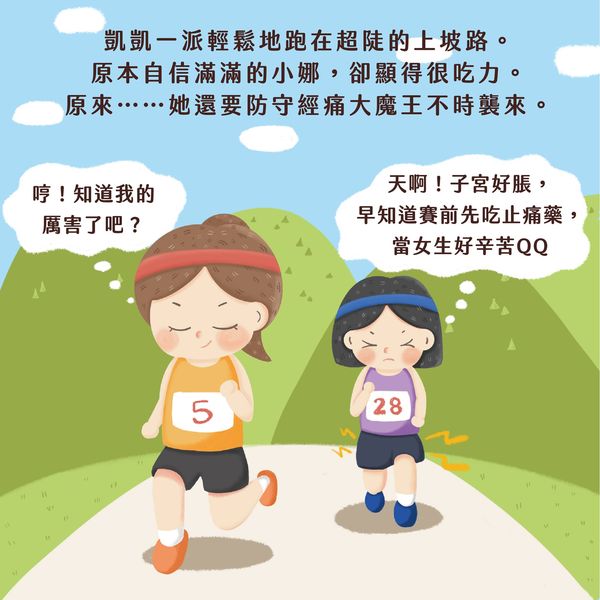 凱凱一派輕鬆地跑在超陡的上坡路。
原本自信滿滿的小娜，卻顯得很吃力。
原來……她還要防守經痛大魔王不時襲來。
哼！知道我的
厲害了吧？
天啊！子宮好脹，
早知道賽前先吃止痛藥，
當女生好辛苦QQ
5
28